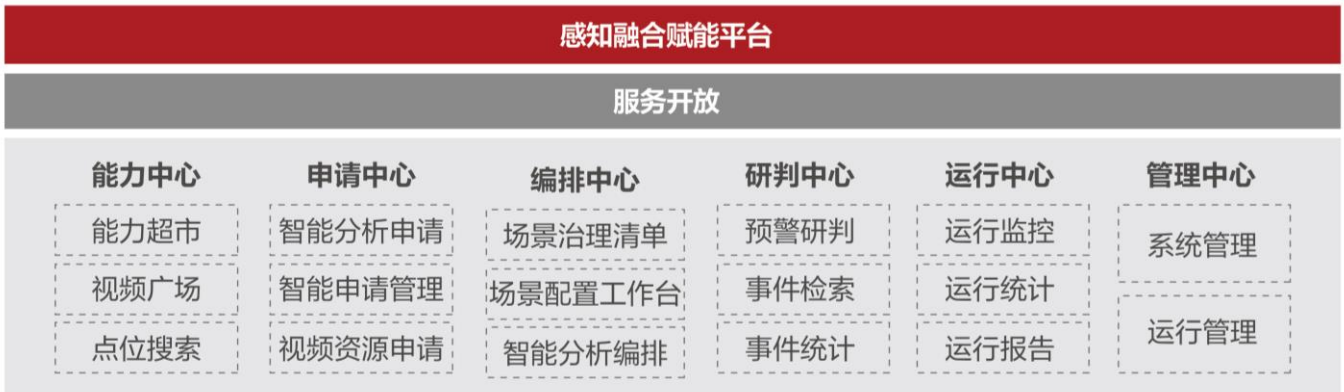 感知融合赋能平台
服务开放
能力中心
能力超市
视频广场
点位搜索
申请中心
智能分析申请
智能申请管理
视频资源申请
编排中心
场景治理清单
场景配置工作台
智能分析编排
研判中心
预警研判
事件检索
事件统计
运行中心
运行监控
运行统计
运行报告
管理中心
系统管理
运行管理